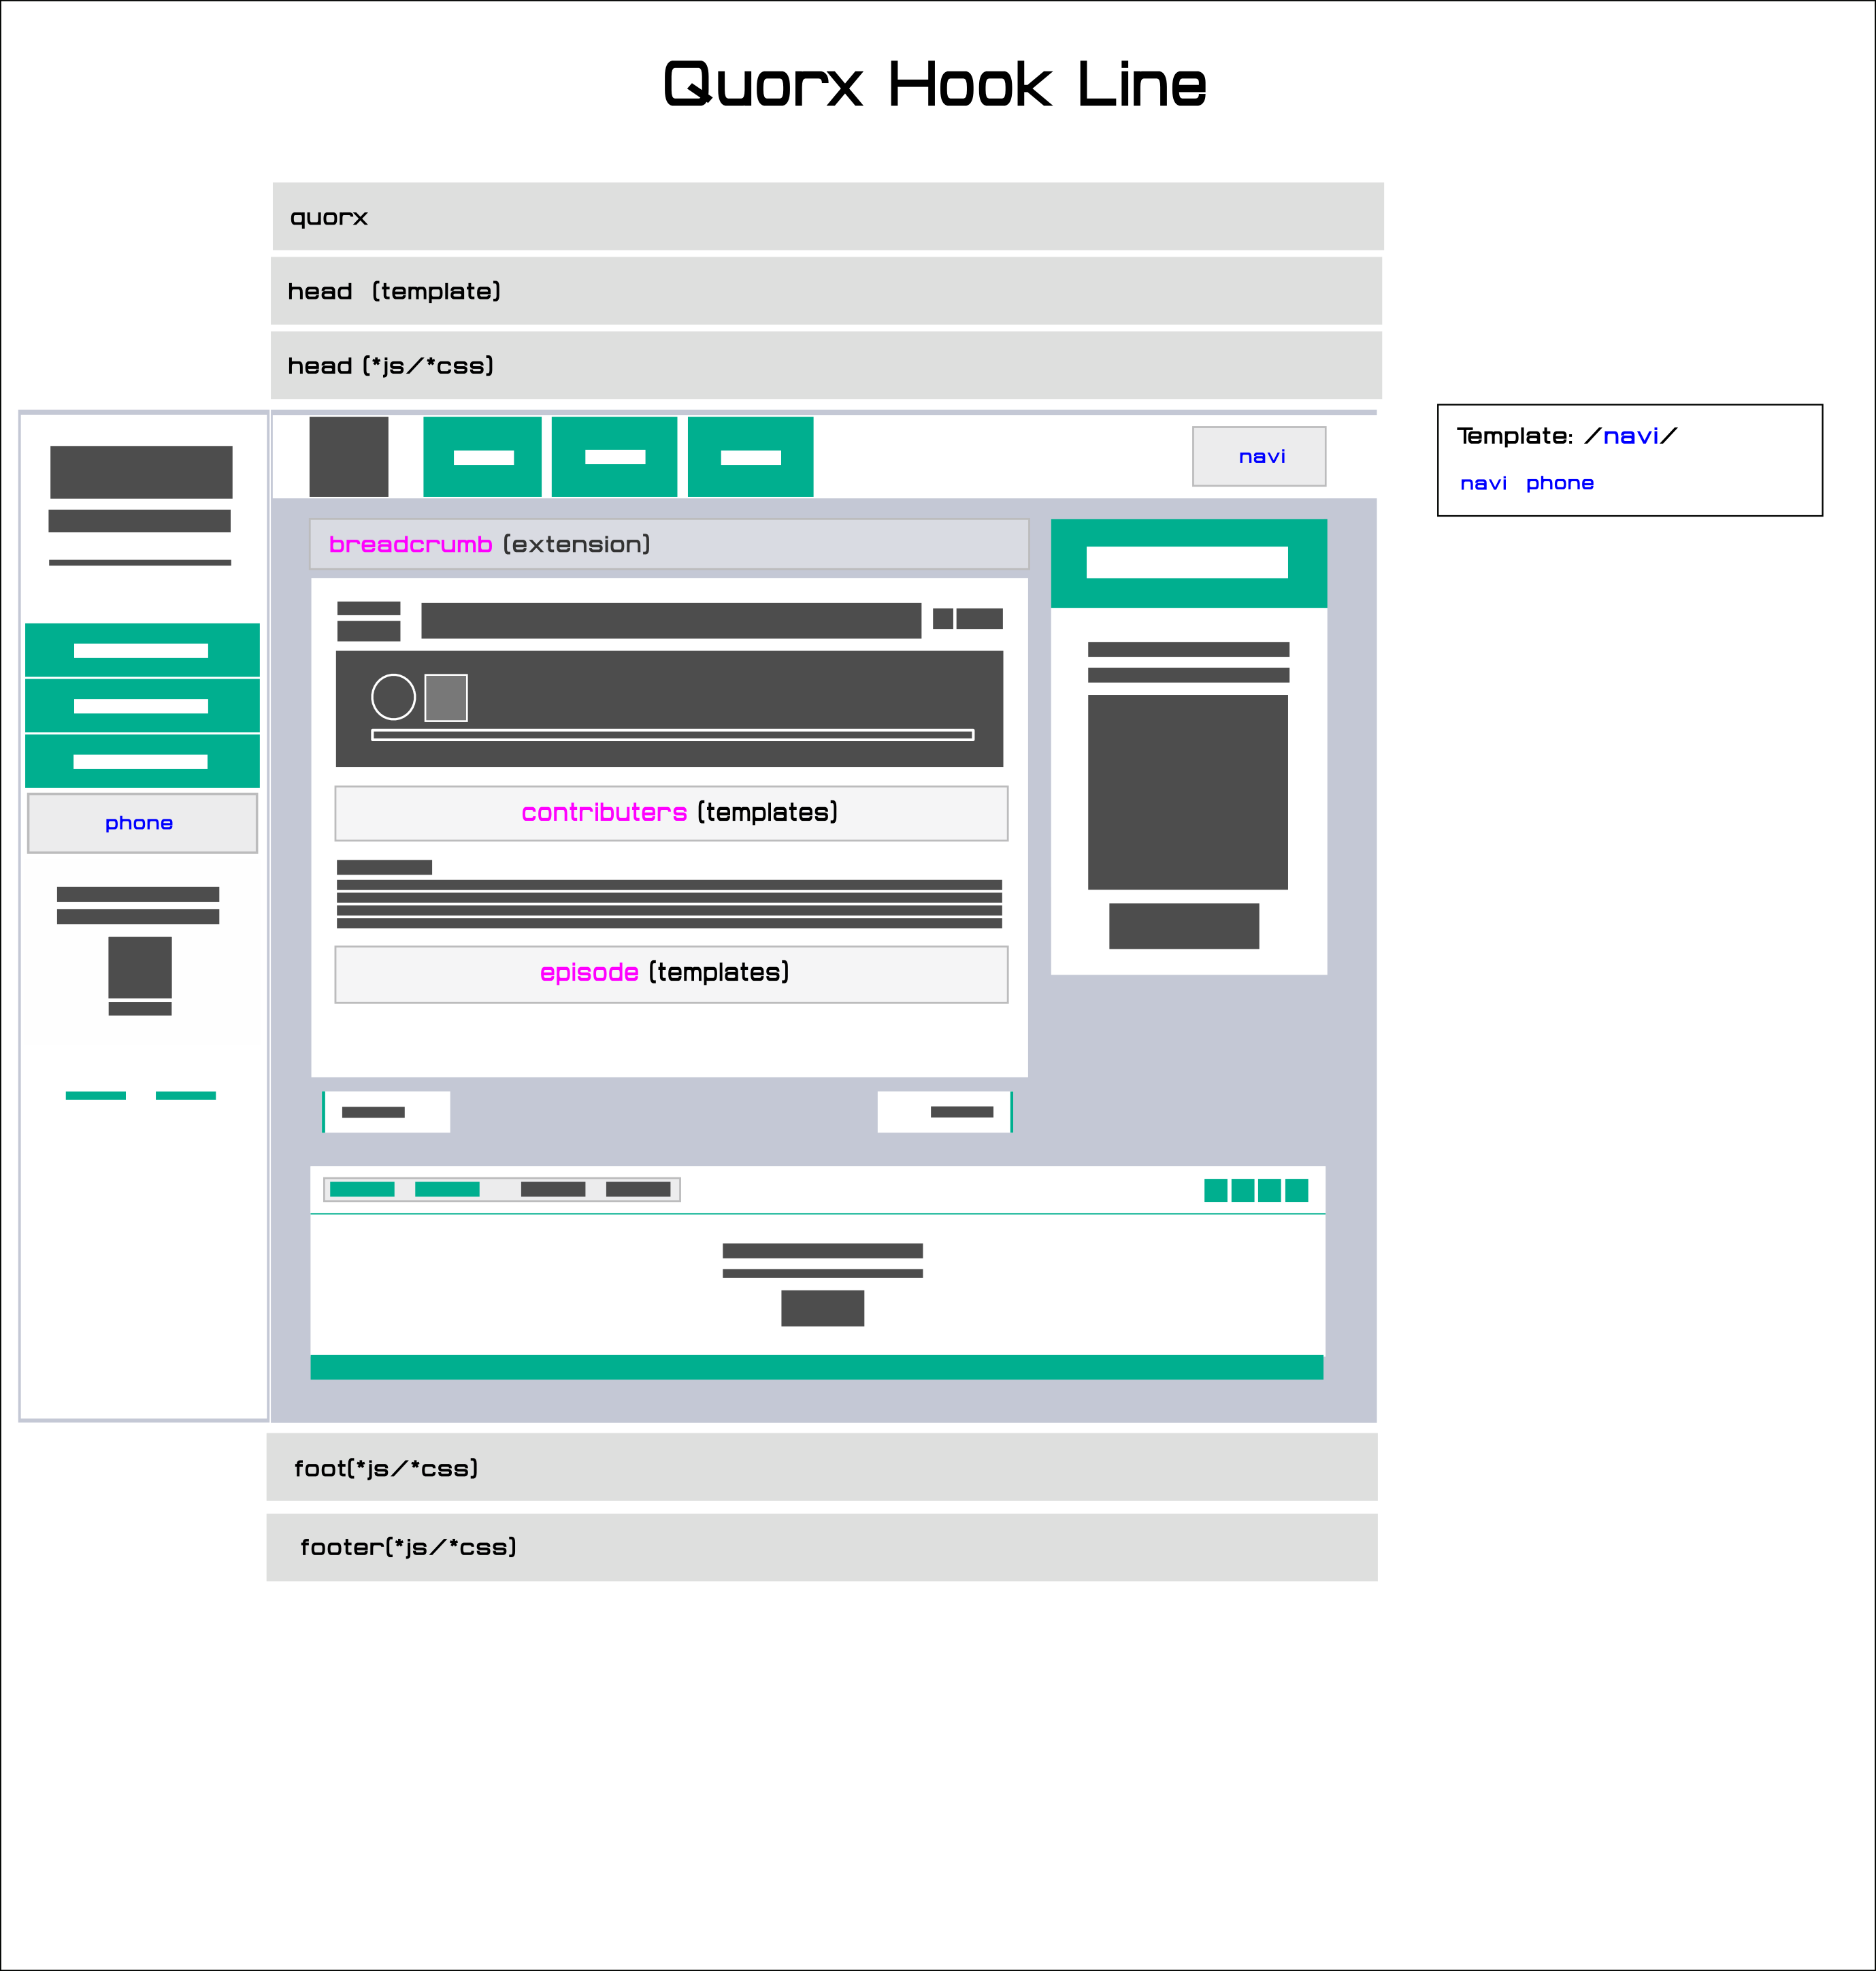 Quorx Hook Line
quorx
head (template)
head (*js/*css)
navi
Template: /navi/
navi phone
breadcrumb (extension)
phone
contributers (templates)
episode (templates)
foot(*js/*css)
footer(*js/*css)